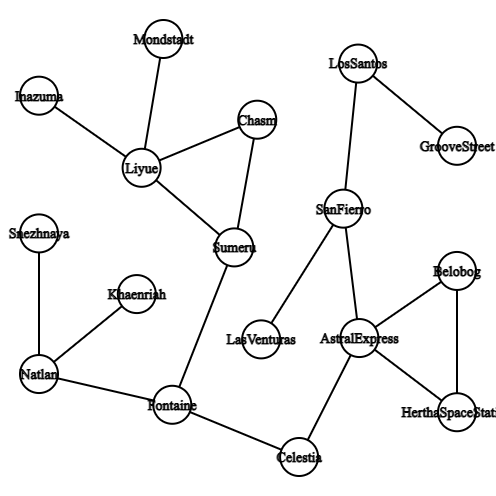 Mondstadt
LosSantos
Inazuma
Chasm
GrooveStreet
Liyue
SanFierro
Snezhnaya
Sumeru
Belobog
Khaenriah
LasVenturas
AstralExpress
Natlan
Fontaine
HerthaSpaceStati
Celestia